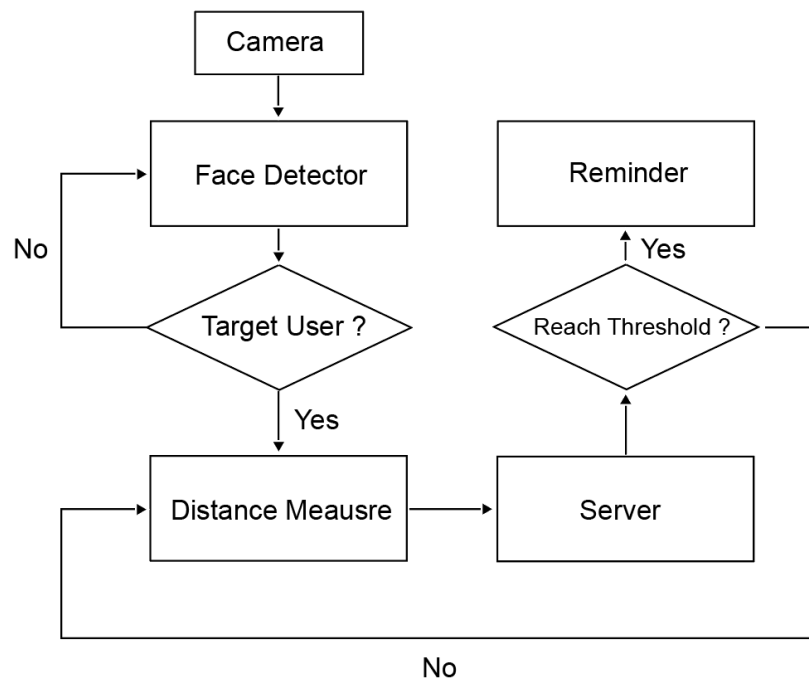 Camera
Face Detector
No
Target User ?
Yes
Distance Meausre
Server
Reach Threshold ?
Yes
Reminder
No